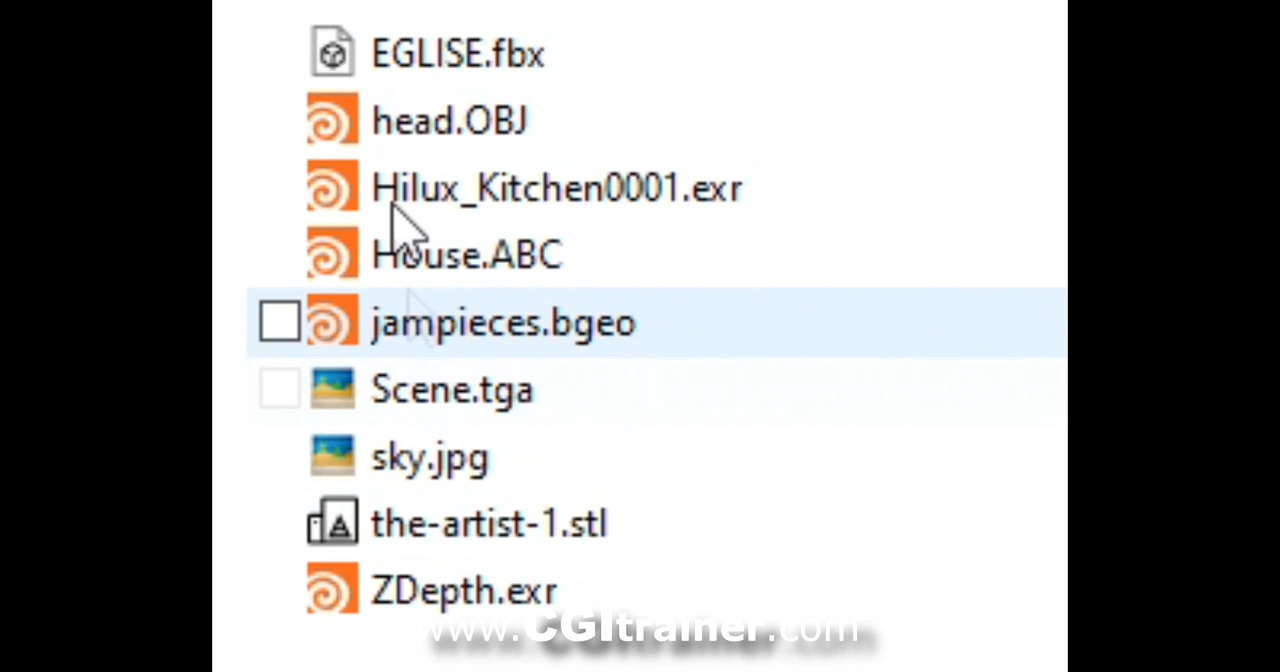 EGLISE.fbx
head.OBJ
Hilux_Kitchen0001.exr
House.ABC
jampieces.bgeo
Scene.tga
sky.jpg
the-artist-1.stl
ZDepth.exr
www.CGItrainer.com